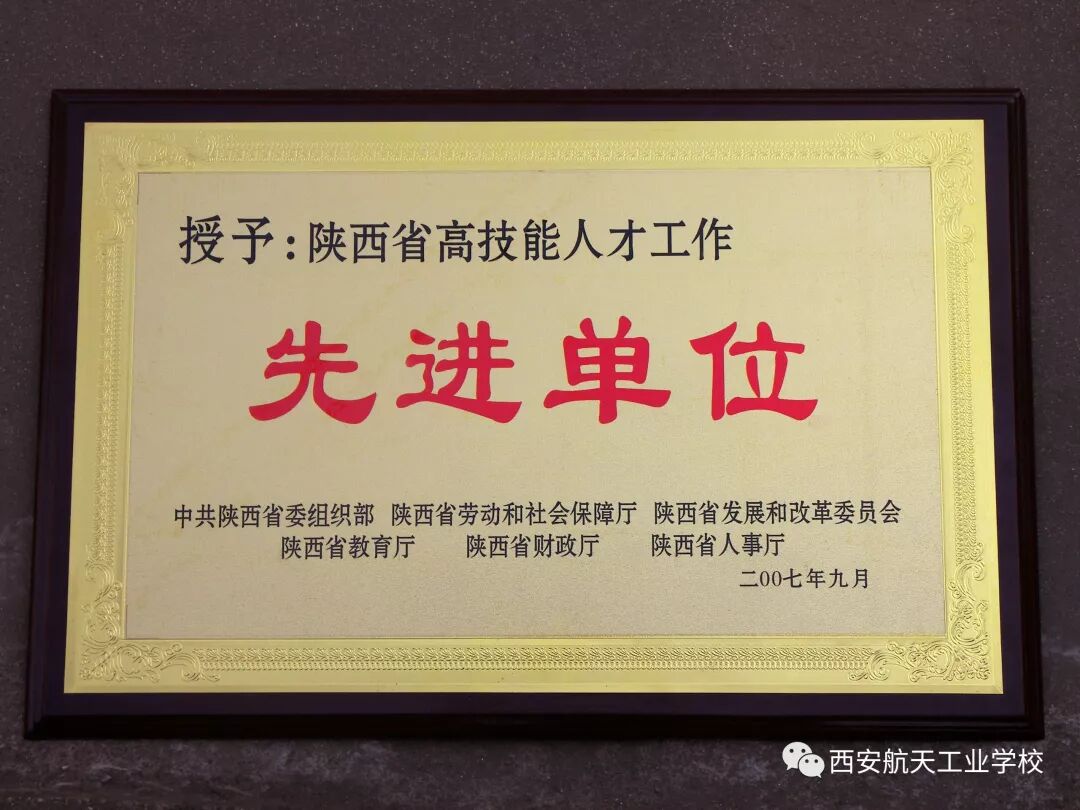 授予:陕西省高技能人才工作
先进单位
中共陕西省委组织部 陕西省劳动和社会保障厅 陕西省发展和改革委员会
陕西省教育厅 陕西省财政厅 陕西省人事厅
二00七年九月
西安航天工业学校